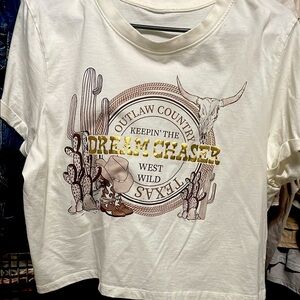 OUTLAW COUNTRY
KEEPIN' THE
DREAM CHASER
WEST
WILD
TEXAS